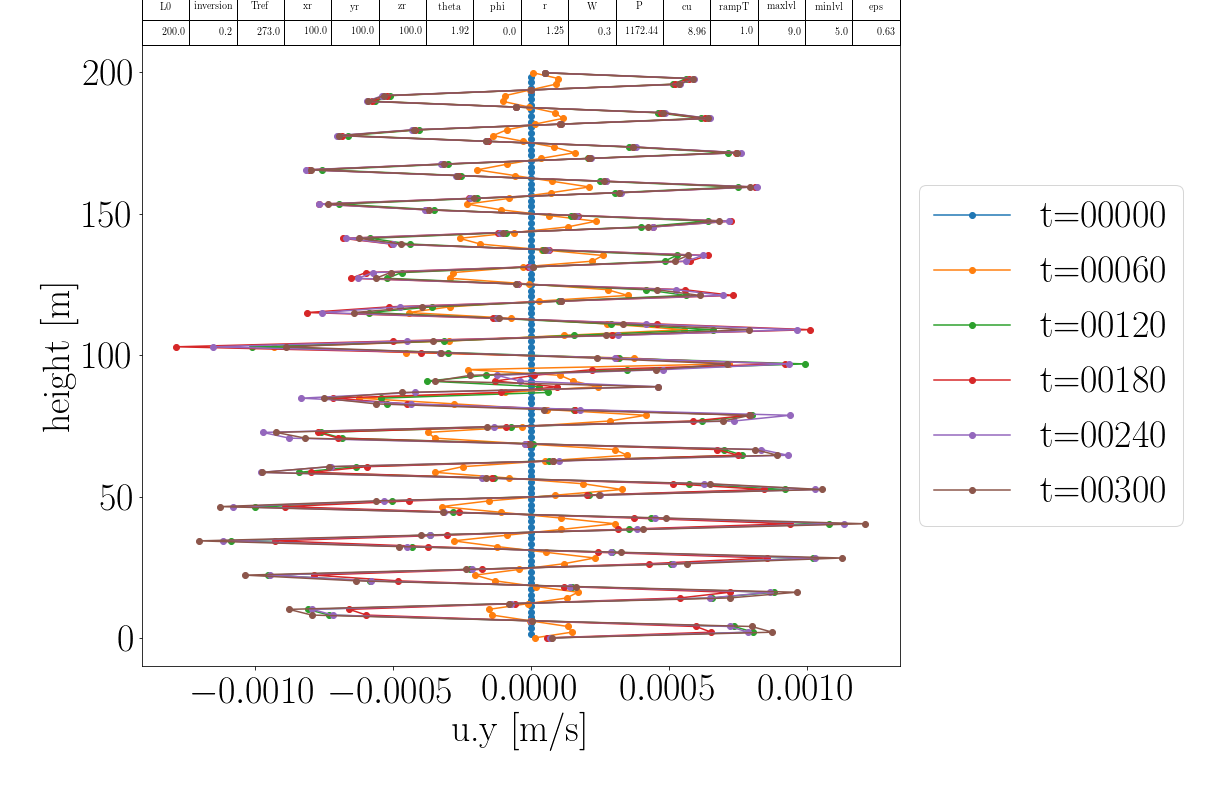 L0 inversion Tref xr yr zr theta phi r W P cu rampT maxlvl minlvl eps
200.0 0.2 273.0 100.0 100.0 100.0 1.92 0.0 1.25 0.3 1172.44 8.96 1.0 9.0 5.0 0.63
200
150
100
50
0
height [m]
−0.0010 −0.0005 0.0000 0.0005 0.0010
u.y [m/s]
t=00000
t=00060
t=00120
t=00180
t=00240
t=00300